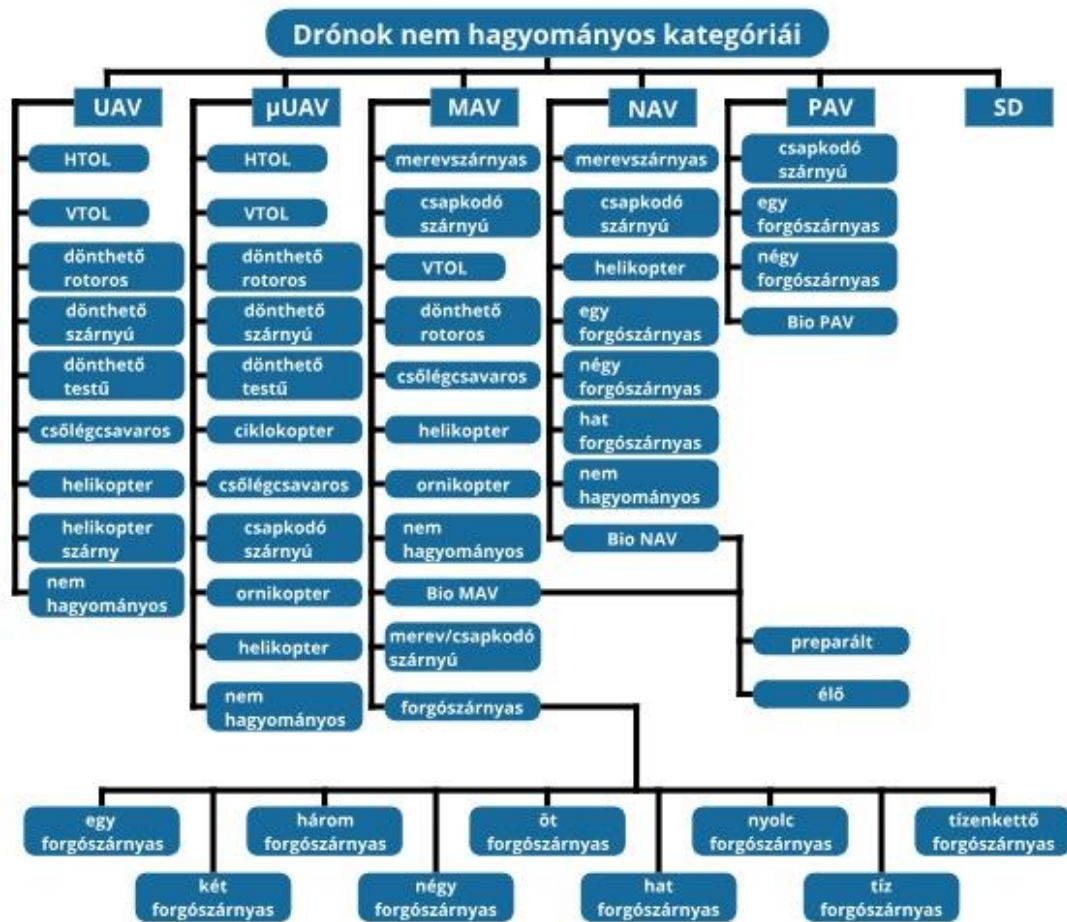 Drónok nem hagyományos kategóriái
UAV
HTOL
VTOL
dönthető
rotoros
dönthető
szárnyú
dönthető
testű
csőlégcsavaros
helikopter
helikopter
szárny
nem
hagyományos
μUAV
HTOL
VTOL
dönthető
rotoros
dönthető
szárnyú
dönthető
testű
ciklokopter
csőlégcsavaros
csapkodó
szárnyú
ornikopter
helikopter
nem
hagyományos
MAV
merevszárnyas
csapkodó
szárnyú
VTOL
dönthető
rotoros
csőlégcsavaros
helikopter
ornikopter
nem
hagyományos
Bio MAV
merev/csapkodó
szárnyú
forgószárnyas
NAV
merevszárnyas
csapkodó
szárnyú
helikopter
egy
forgószárnyas
négy
forgószárnyas
hat
forgószárnyas
nem
hagyományos
Bio NAV
PAV
csapkodó
szárnyú
egy
forgószárnyas
négy
forgószárnyas
Bio PAV
SD
preparált
élő
egy
forgószárnyas
két
forgószárnyas
három
forgószárnyas
négy
forgószárnyas
öt
forgószárnyas
hat
forgószárnyas
nyolc
forgószárnyas
tíz
forgószárnyas
tízenkettő
forgószárnyas